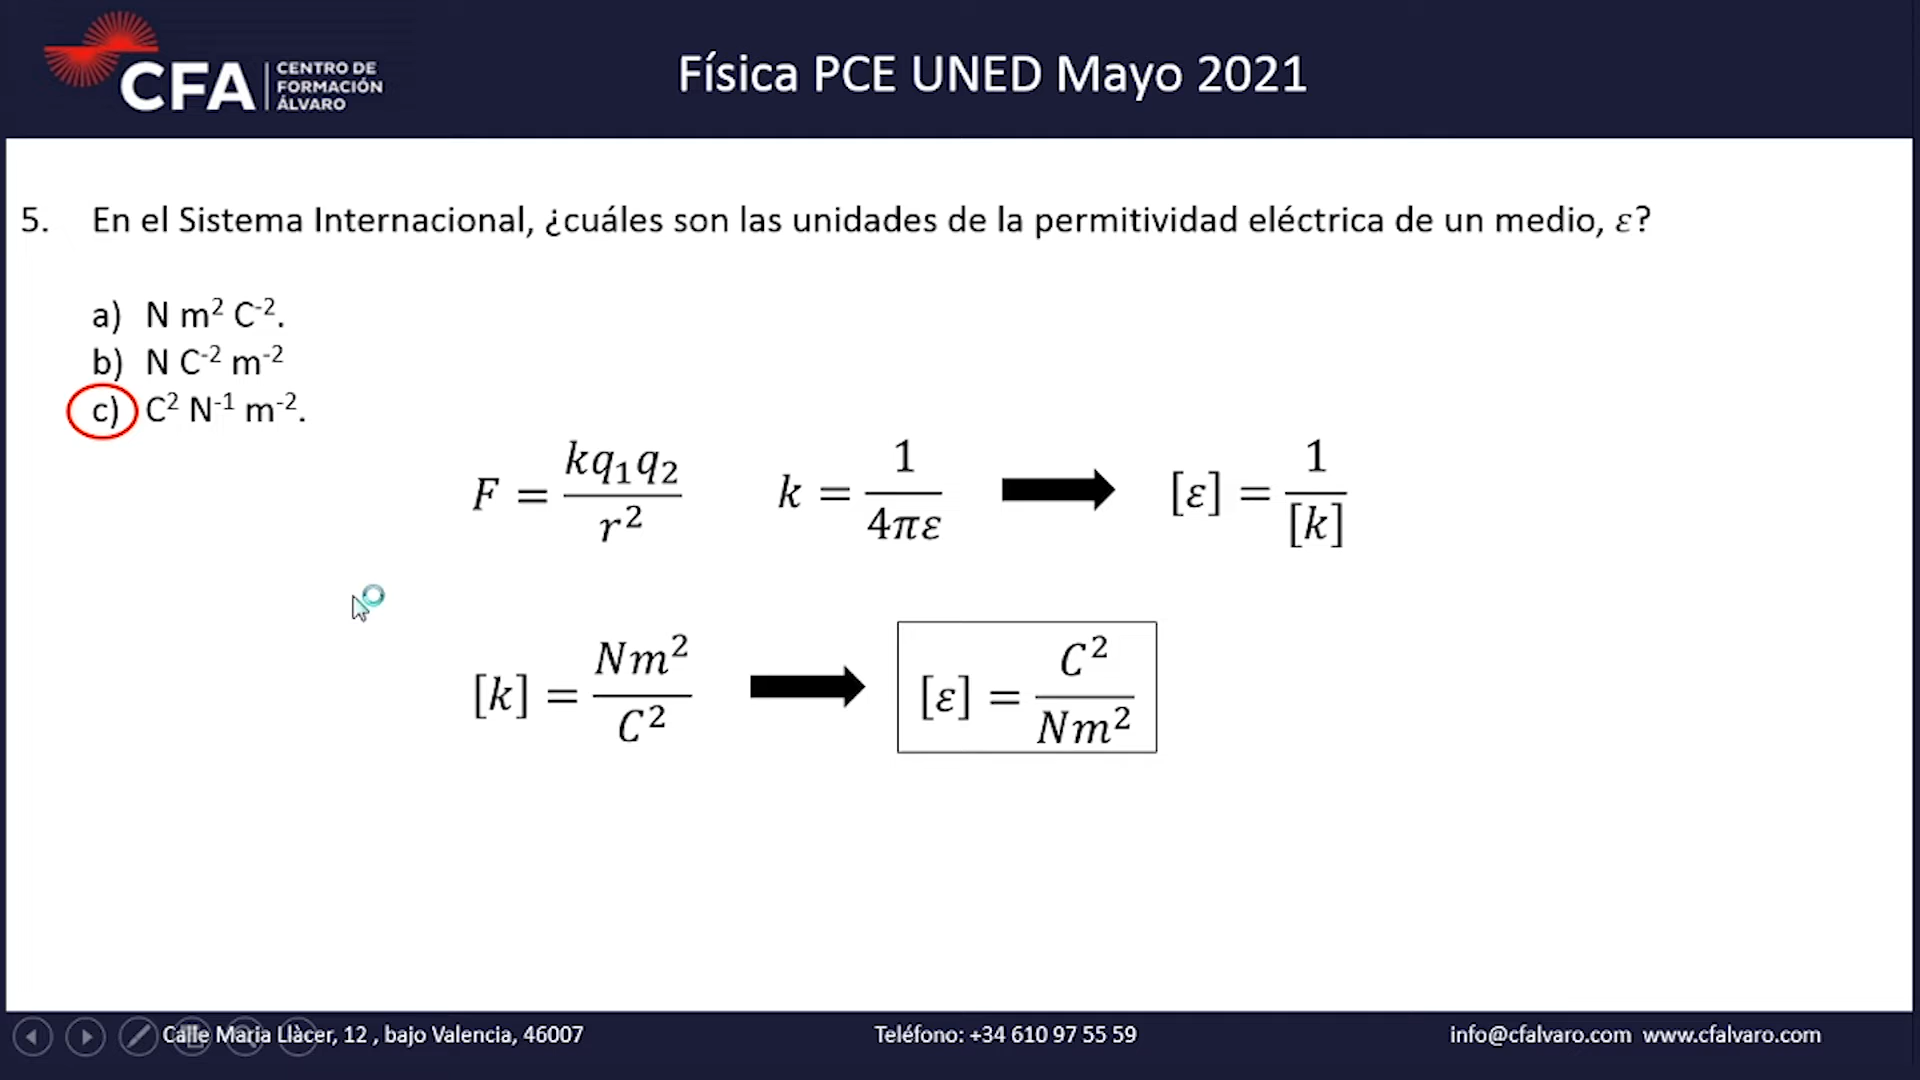 CFA
CENTRO DE
FORMACIÓN
ÁLVARO
Física PCE UNED Mayo 2021
5. En el Sistema Internacional, ¿cuáles son las unidades de la permitividad eléctrica de un medio, ε?
a) N m² C⁻².
b) N C⁻² m⁻²
c) C² N⁻¹ m⁻².
F = kq₁q₂ / r² k = 1 / 4πε [ε] = 1 / [k]
[k] = Nm² / C² [ε] = C² / Nm²
Calle Maria Llàcer, 12 , bajo Valencia, 46007 Teléfono: +34 610 97 55 59 info@cfalvaro.com www.cfalvaro.com